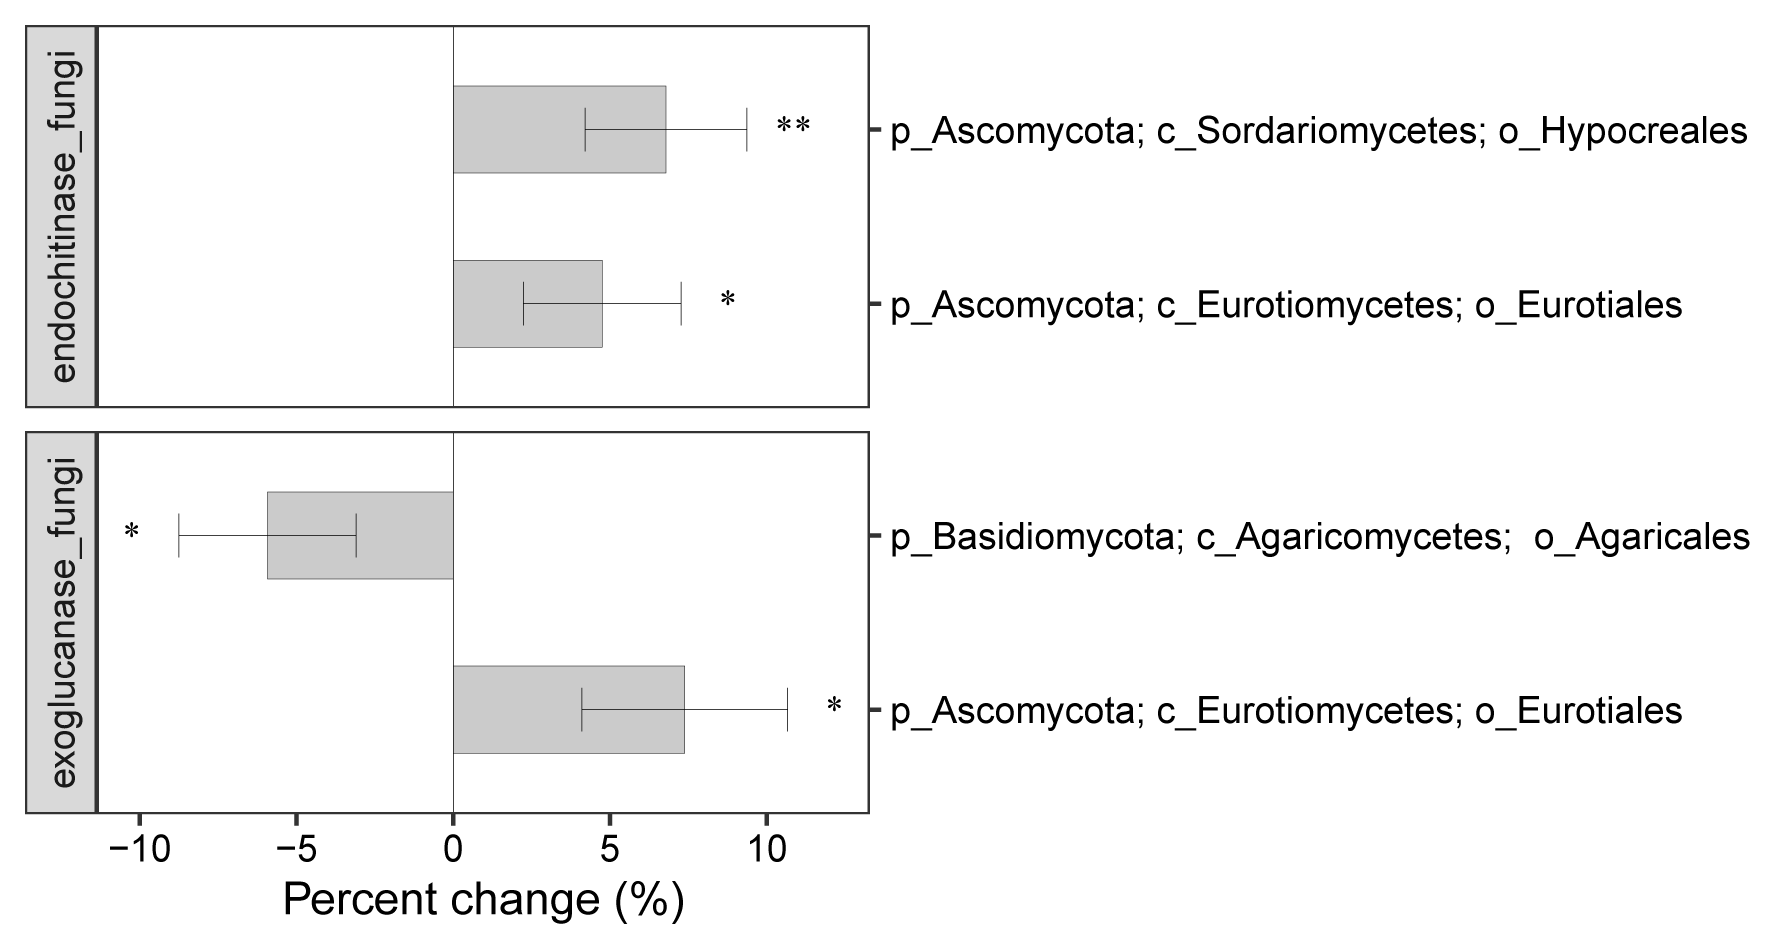 endochitinase_fungi
**
p_Ascomycota; c_Sordariomycetes; o_Hypocreales
*
p_Ascomycota; c_Eurotiomycetes; o_Eurotiales
exoglucanase_fungi
*
p_Basidiomycota; c_Agaricomycetes;  o_Agaricales
*
p_Ascomycota; c_Eurotiomycetes; o_Eurotiales
−10 −5 0 5 10
Percent change (%)